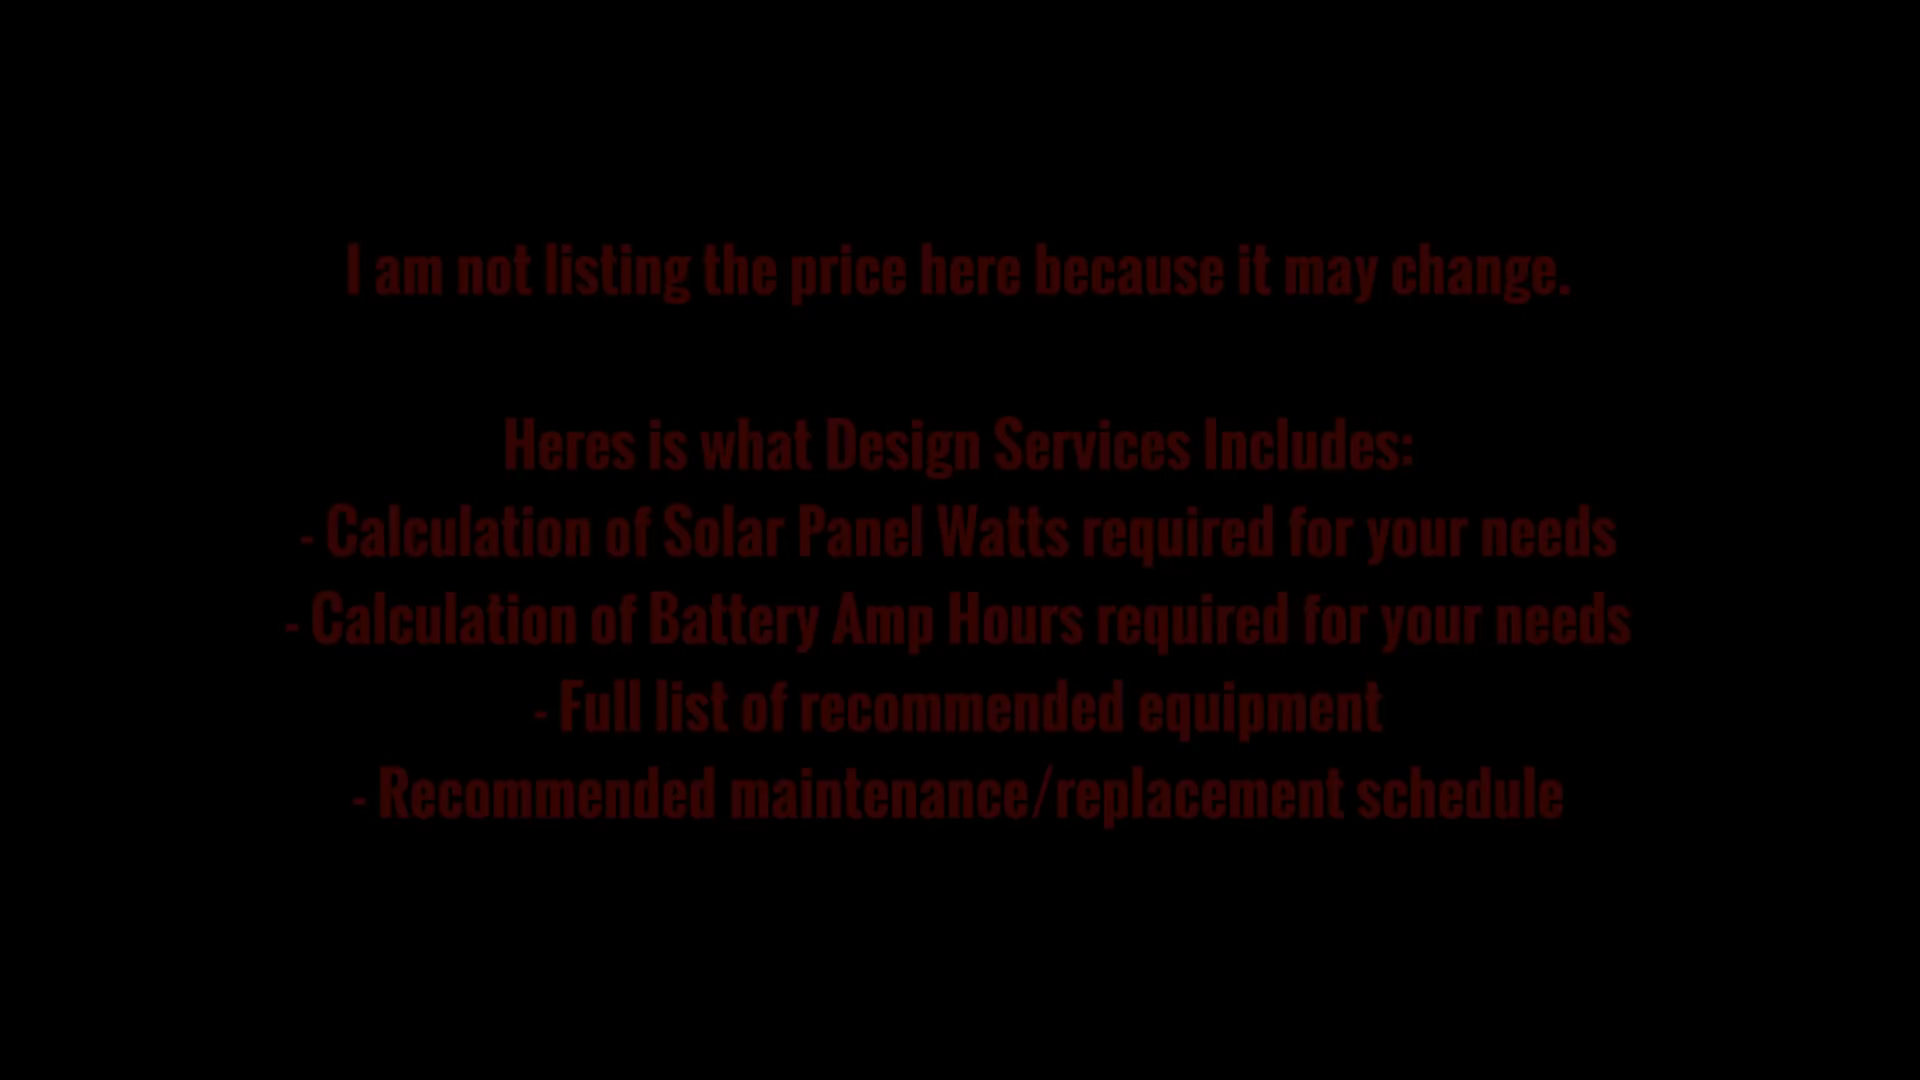 I am not listing the price here because it may change.
Heres is what Design Services Includes:
- Calculation of Solar Panel Watts required for your needs
- Calculation of Battery Amp Hours required for your needs
- Full list of recommended equipment
- Recommended maintenance/replacement schedule